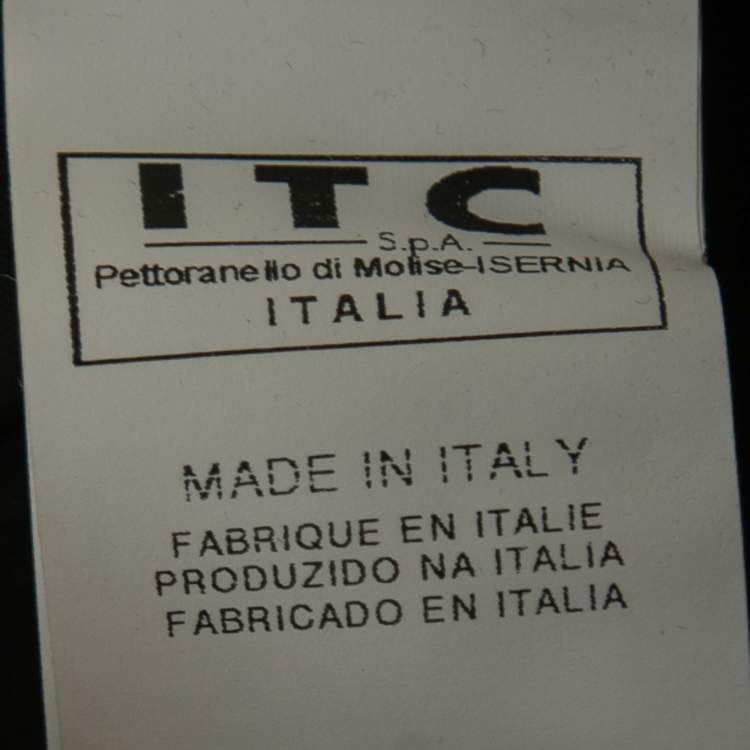 ITC
S.p.A.
Pettoranello di Molise-ISERNIA
ITALIA
MADE IN ITALY
FABRIQUE EN ITALIE
PRODUZIDO NA ITALIA
FABRICADO EN ITALIA